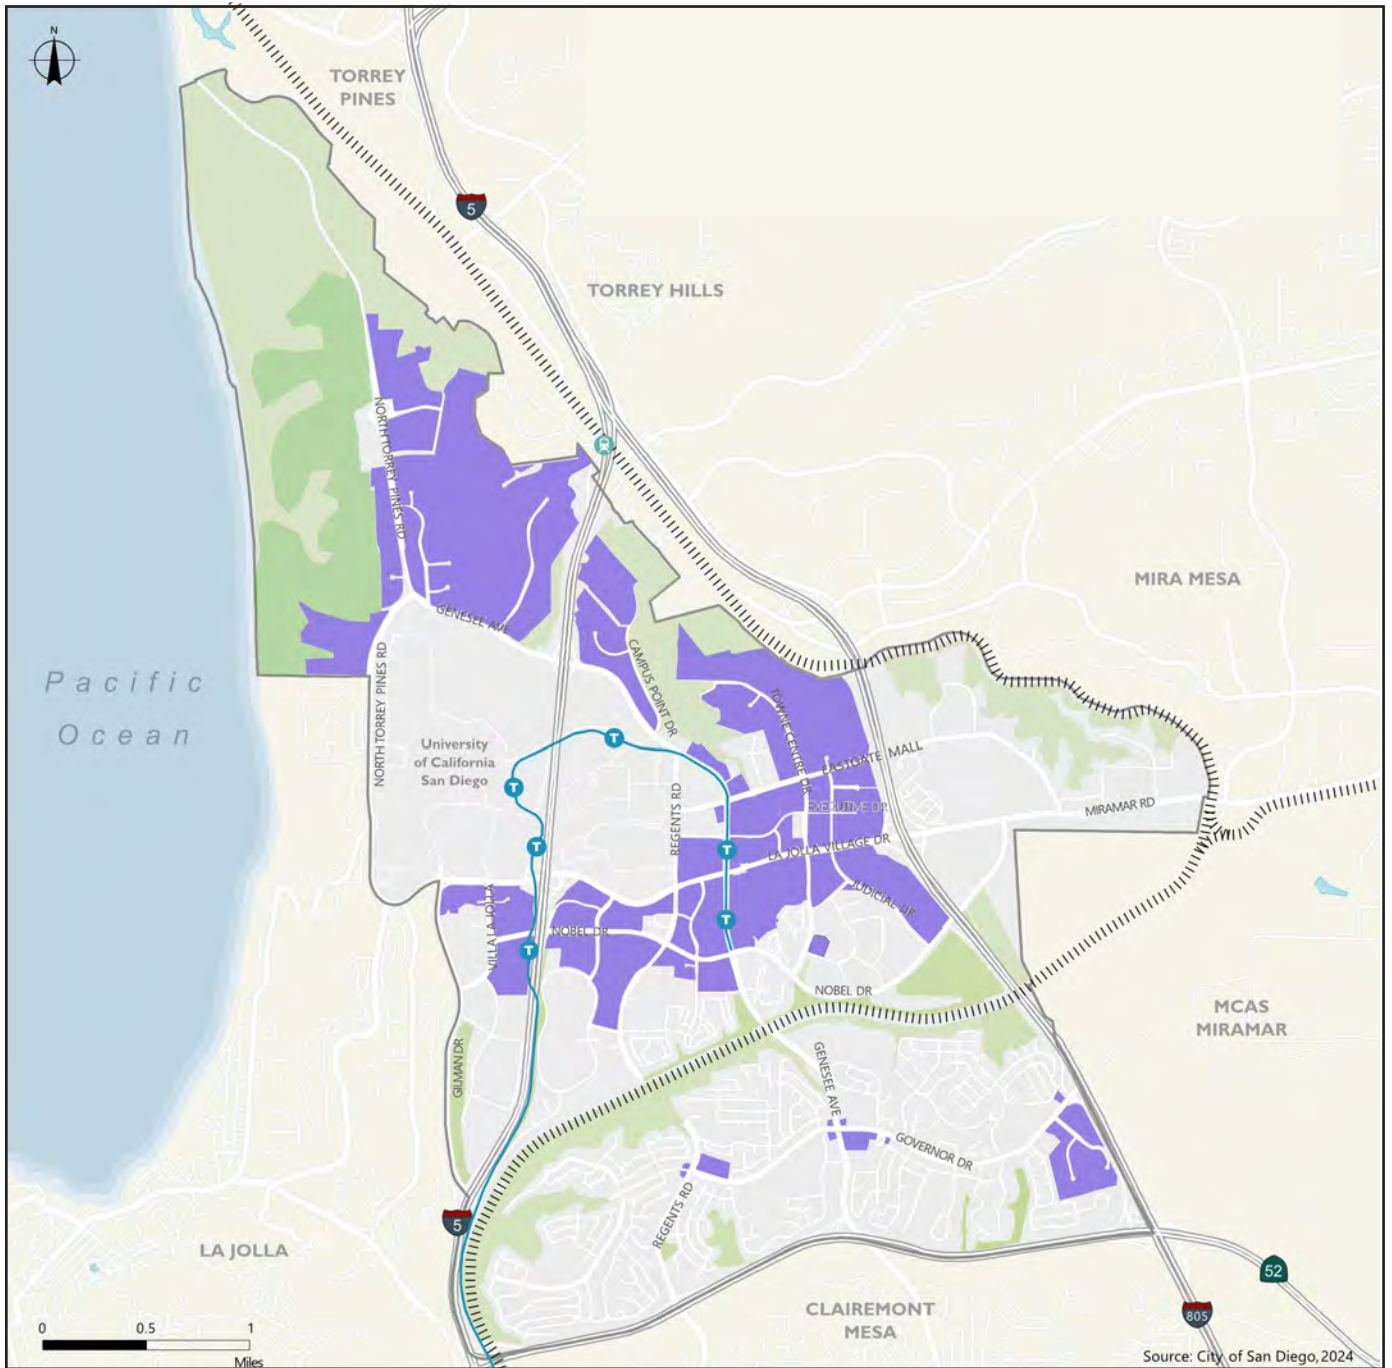 N
TORREY
PINES
5
TORREY HILLS
NORTH TORREY PINES RD
MIRA MESA
GENESEE AVE
CAMPUS POINT DR
NORTH TORREY PINES RD
Pacific
Ocean
University
of California
San Diego
T
T
T
T
T
T
TOWNE CENTRE DR
EASTGATE MALL
REGENTS RD
EXECUTIVE DR
MIRAMAR RD
LA JOLLA VILLAGE DR
JUDICIAL DR
VILLA LA JOLLA
NOBEL DR
NOBEL DR
MCAS
MIRAMAR
GILMAN DR
GENESEE AVE
GOVERNOR DR
REGENTS RD
5
LA JOLLA
52
CLAIREMONT
MESA
805
0 0.5 1
Miles
Source: City of San Diego, 2024